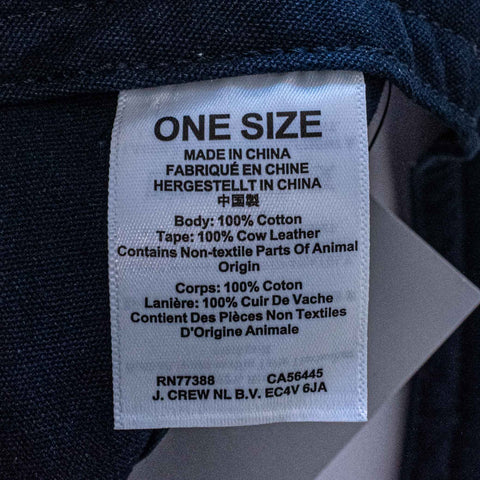 ONE SIZE
MADE IN CHINA
FABRIQUÉ EN CHINE
HERGESTELLT IN CHINA
中国製
Body: 100% Cotton
Tape: 100% Cow Leather
Contains Non-textile Parts Of Animal
Origin
Corps: 100% Coton
Lanière: 100% Cuir De Vache
Contient Des Pièces Non Textiles
D'Origine Animale
RN77388 CA56445
J. CREW NL B.V. EC4V 6JA